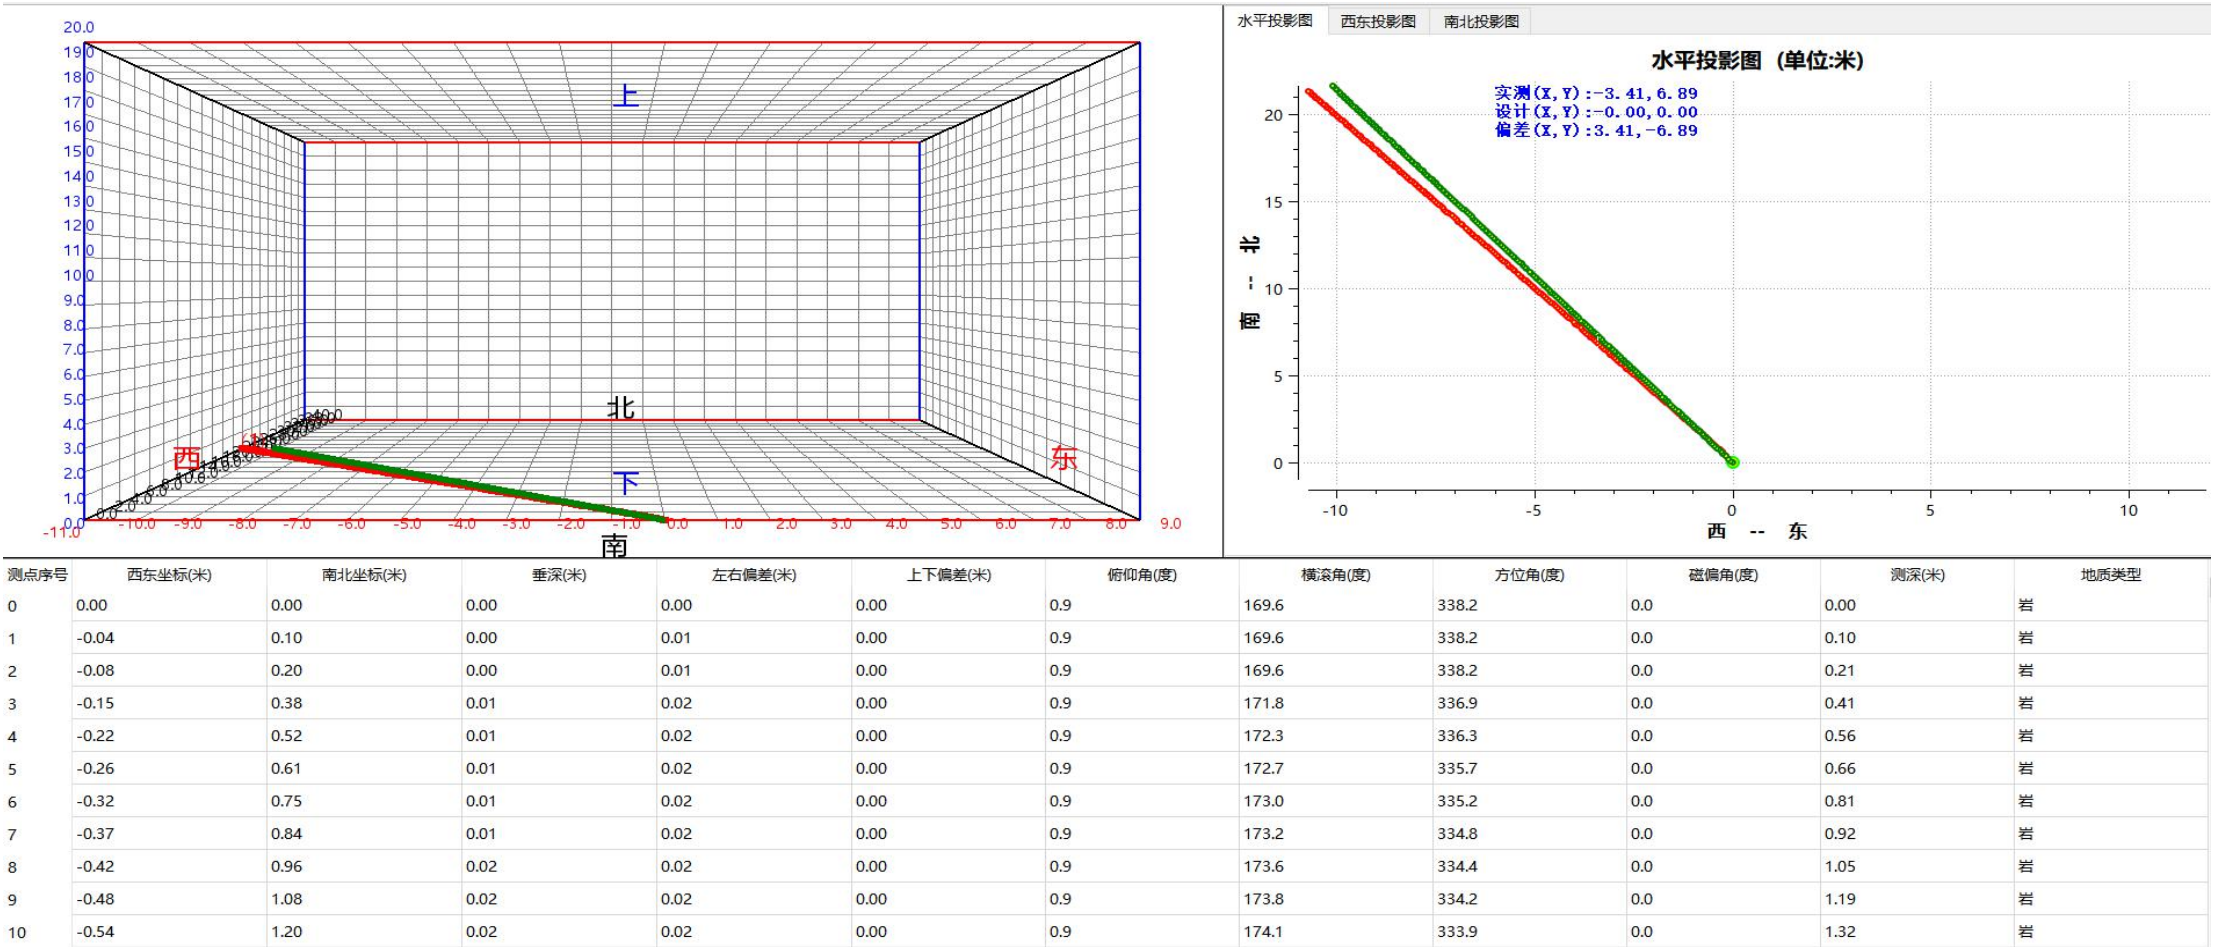 20.0
19.0
18.0
17.0
16.0
15.0
14.0
13.0
12.0
11.0
10.0
9.0
8.0
7.0
6.0
5.0
4.0
3.0
2.0
1.0
0.0
上
北
西
东
下
0.0 2.0 4.0 6.0 8.0
-11.0 -10.0 -9.0 -8.0 -7.0 -6.0 -5.0 -4.0 -3.0 -2.0 -1.0 0.0 1.0 2.0 3.0 4.0 5.0 6.0 7.0 8.0 9.0
南
水平投影图 西东投影图 南北投影图
水平投影图 (单位:米)
实测(X,Y):-3.41,6.89
设计(X,Y):-0.00,0.00
偏差(X,Y):3.41,-6.89
20
15
10
5
0
南 -- 北
-10 -5 0 5 10
西 -- 东
测点序号 西东坐标(米) 南北坐标(米) 垂深(米) 左右偏差(米) 上下偏差(米) 俯仰角(度) 横滚角(度) 方位角(度) 磁偏角(度) 测深(米) 地质类型
0 0.00 0.00 0.00 0.00 0.00 0.9 169.6 338.2 0.0 0.00 岩
1 -0.04 0.10 0.00 0.01 0.00 0.9 169.6 338.2 0.0 0.10 岩
2 -0.08 0.20 0.00 0.01 0.00 0.9 169.6 338.2 0.0 0.21 岩
3 -0.15 0.38 0.01 0.02 0.00 0.9 171.8 336.9 0.0 0.41 岩
4 -0.22 0.52 0.01 0.02 0.00 0.9 172.3 336.3 0.0 0.56 岩
5 -0.26 0.61 0.01 0.02 0.00 0.9 172.7 335.7 0.0 0.66 岩
6 -0.32 0.75 0.01 0.02 0.00 0.9 173.0 335.2 0.0 0.81 岩
7 -0.37 0.84 0.01 0.02 0.00 0.9 173.2 334.8 0.0 0.92 岩
8 -0.42 0.96 0.02 0.02 0.00 0.9 173.6 334.4 0.0 1.05 岩
9 -0.48 1.08 0.02 0.02 0.00 0.9 173.8 334.2 0.0 1.19 岩
10 -0.54 1.20 0.02 0.02 0.00 0.9 174.1 333.9 0.0 1.32 岩